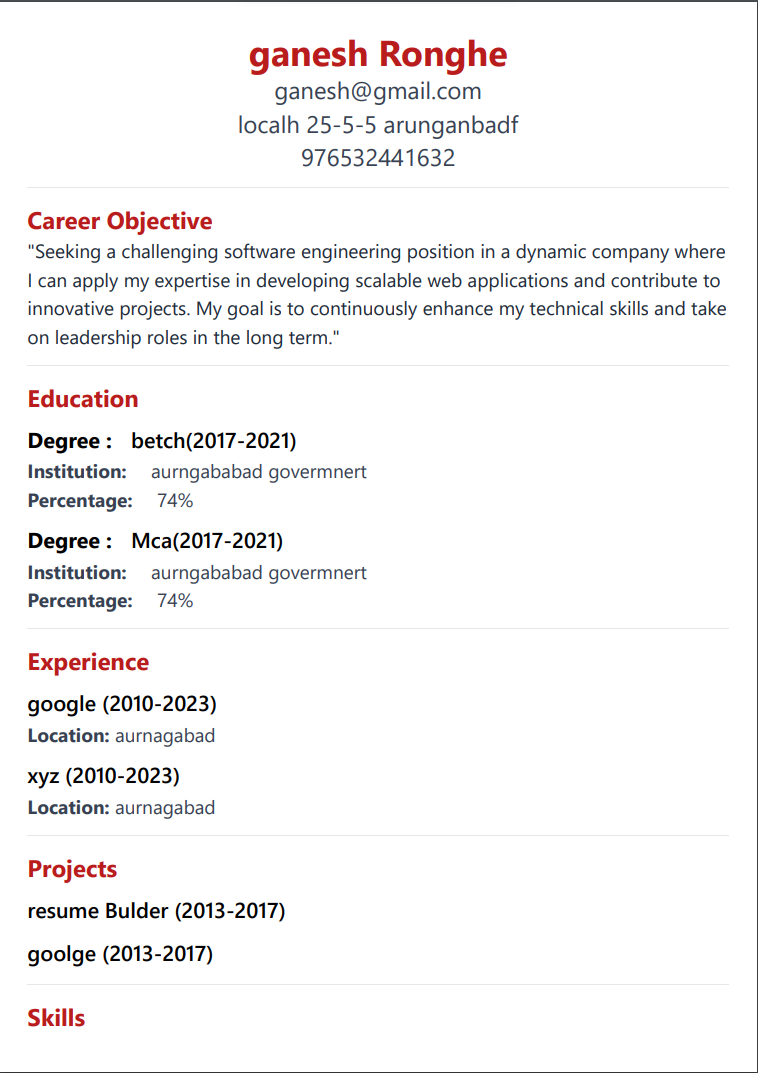 ganesh Ronghe
ganesh@gmail.com
localh 25-5-5 arunganbadf
976532441632
Career Objective
"Seeking a challenging software engineering position in a dynamic company where
I can apply my expertise in developing scalable web applications and contribute to
innovative projects. My goal is to continuously enhance my technical skills and take
on leadership roles in the long term."
Education
Degree : betch(2017-2021)
Institution: aurngababad govermnert
Percentage: 74%
Degree : Mca(2017-2021)
Institution: aurngababad govermnert
Percentage: 74%
Experience
google (2010-2023)
Location: aurnagabad
xyz (2010-2023)
Location: aurnagabad
Projects
resume Bulder (2013-2017)
goolge (2013-2017)
Skills